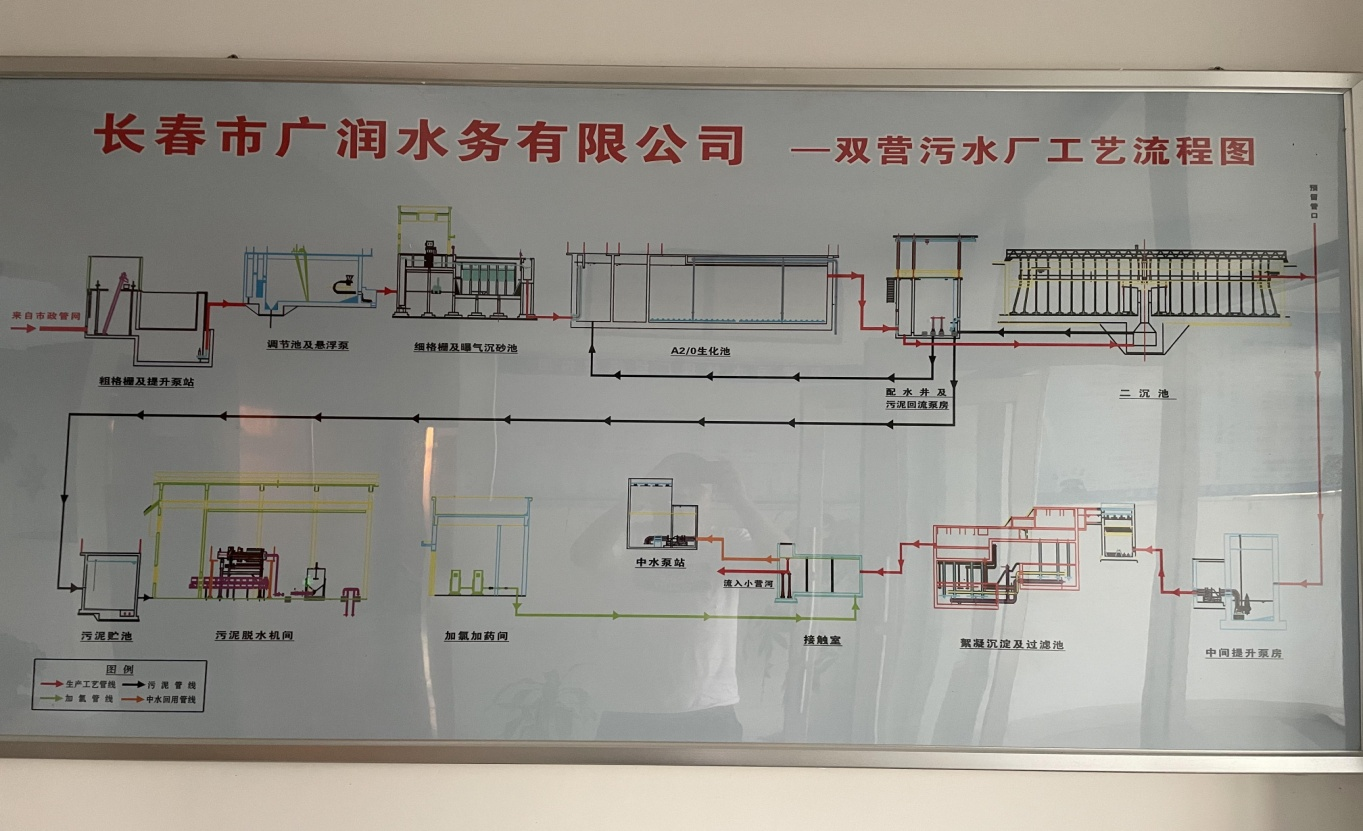 长春市广润水务有限公司 —双营污水厂工艺流程图
预留管口
来自市政管网
粗格栅及提升泵站
调节池及悬浮泵
细格栅及曝气沉砂池
A2/0生化池
配水井及
污泥回流泵房
二沉池
污泥贮池
污泥脱水机间
加氯加药间
中水泵站
流入小营河
接触室
絮凝沉淀及过滤池
中间提升泵房
图例
生产工艺管线 污泥管线
加氯管线 中水回用管线